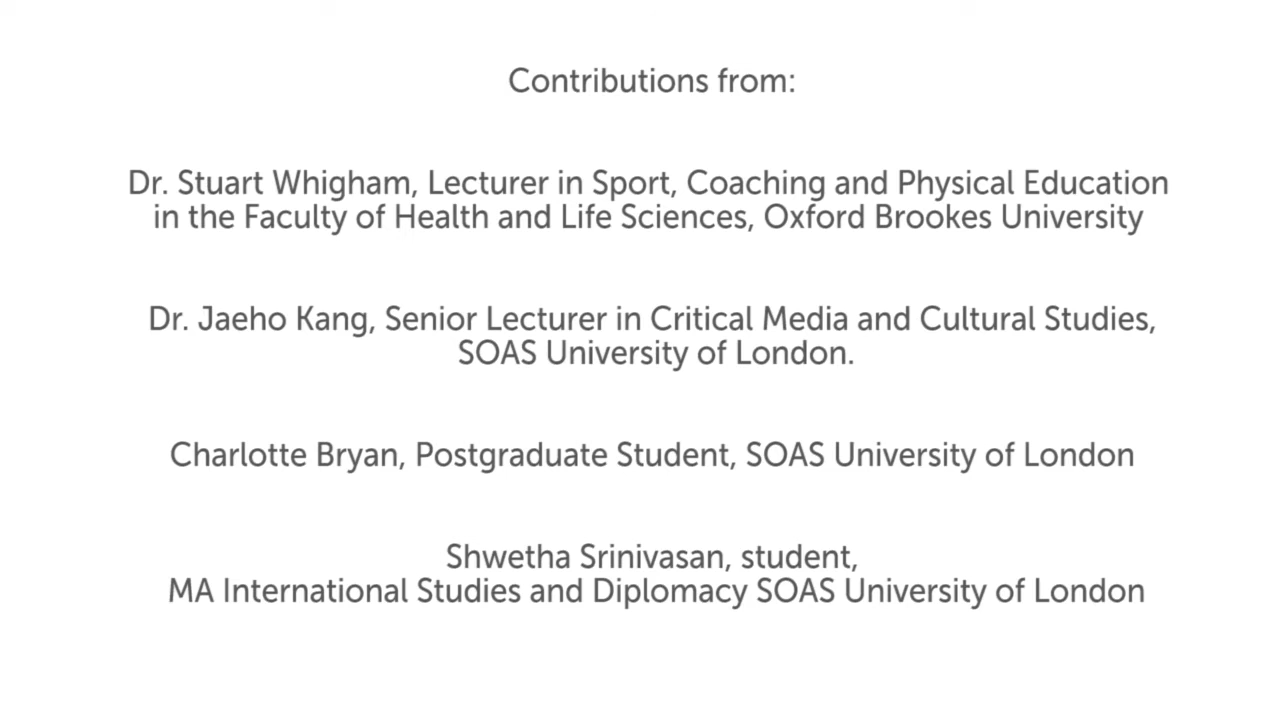 Contributions from:
Dr. Stuart Whigham, Lecturer in Sport, Coaching and Physical Education
in the Faculty of Health and Life Sciences, Oxford Brookes University
Dr. Jaeho Kang, Senior Lecturer in Critical Media and Cultural Studies,
SOAS University of London.
Charlotte Bryan, Postgraduate Student, SOAS University of London
Shwetha Srinivasan, student,
MA International Studies and Diplomacy SOAS University of London